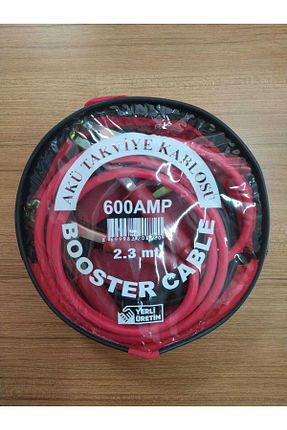 AKÜ TAKVİYE KABLOSU
600AMP
2.3 mt
BOOSTER CABLE
YERLİ
ÜRETİM